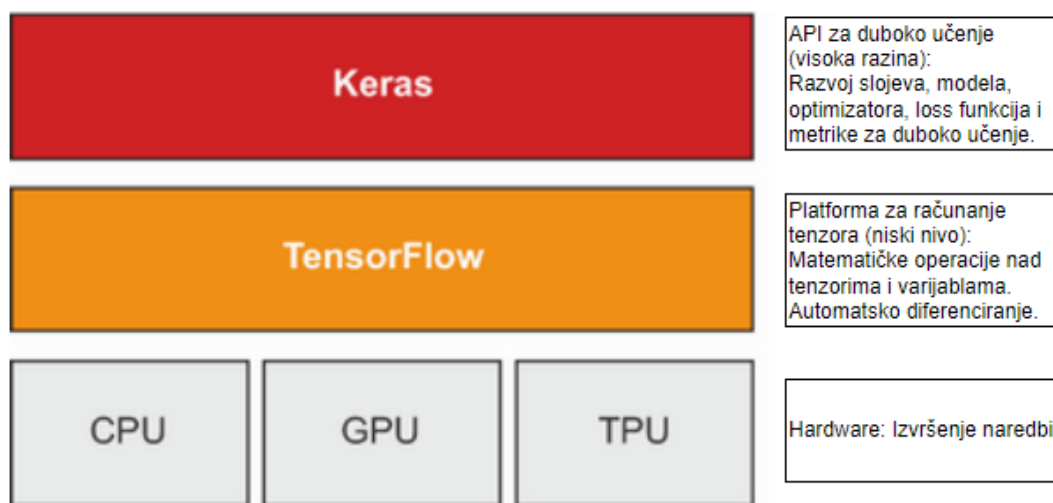 Keras
API za duboko učenje
(visoka razina):
Razvoj slojeva, modela,
optimizatora, loss funkcija i
metrike za duboko učenje.
TensorFlow
Platforma za računanje
tenzora (niski nivo):
Matematičke operacije nad
tenzorima i varijablama.
Automatsko diferenciranje.
CPU
GPU
TPU
Hardware: Izvršenje naredbi